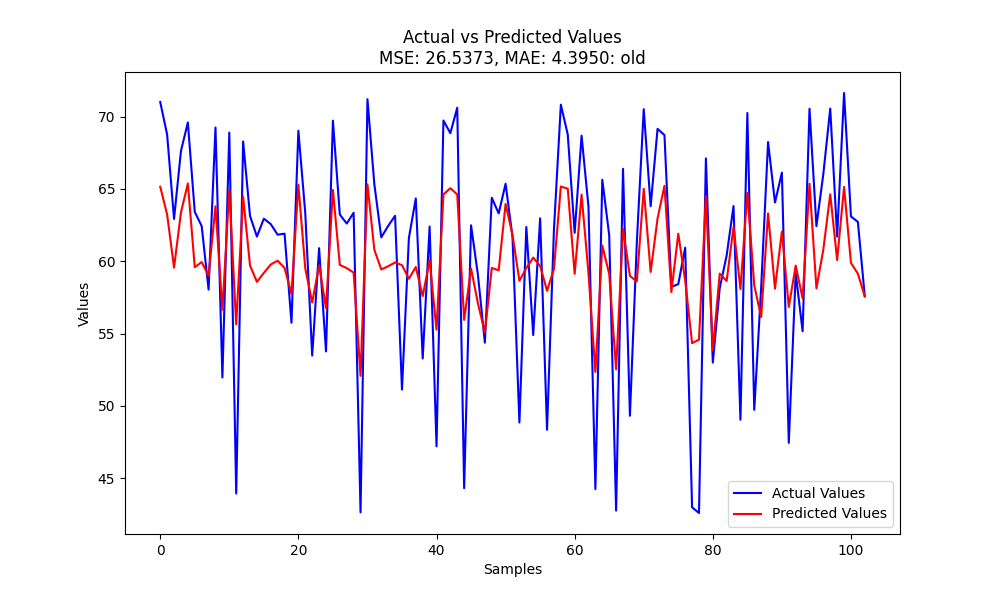 Actual vs Predicted Values
MSE: 26.5373, MAE: 4.3950: old
Values
70
65
60
55
50
45
0
20
40
60
80
100
Samples
Actual Values
Predicted Values